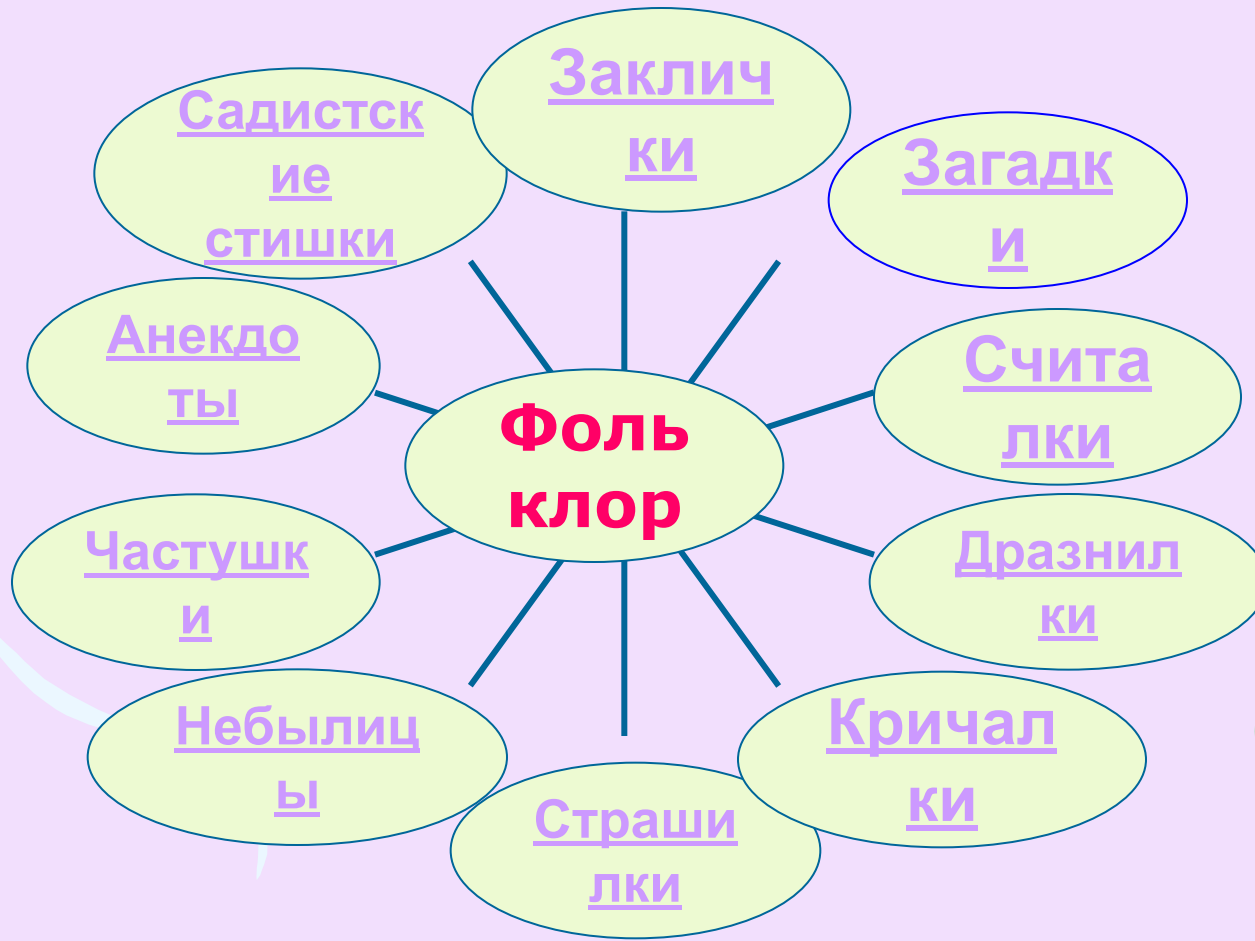 Заклич
ки
Садистск
ие
стишки
Загадк
и
Анекдо
ты
Счита
лки
Фоль
клор
Частушк
и
Дразнил
ки
Небылиц
ы
Кричал
ки
Страши
лки